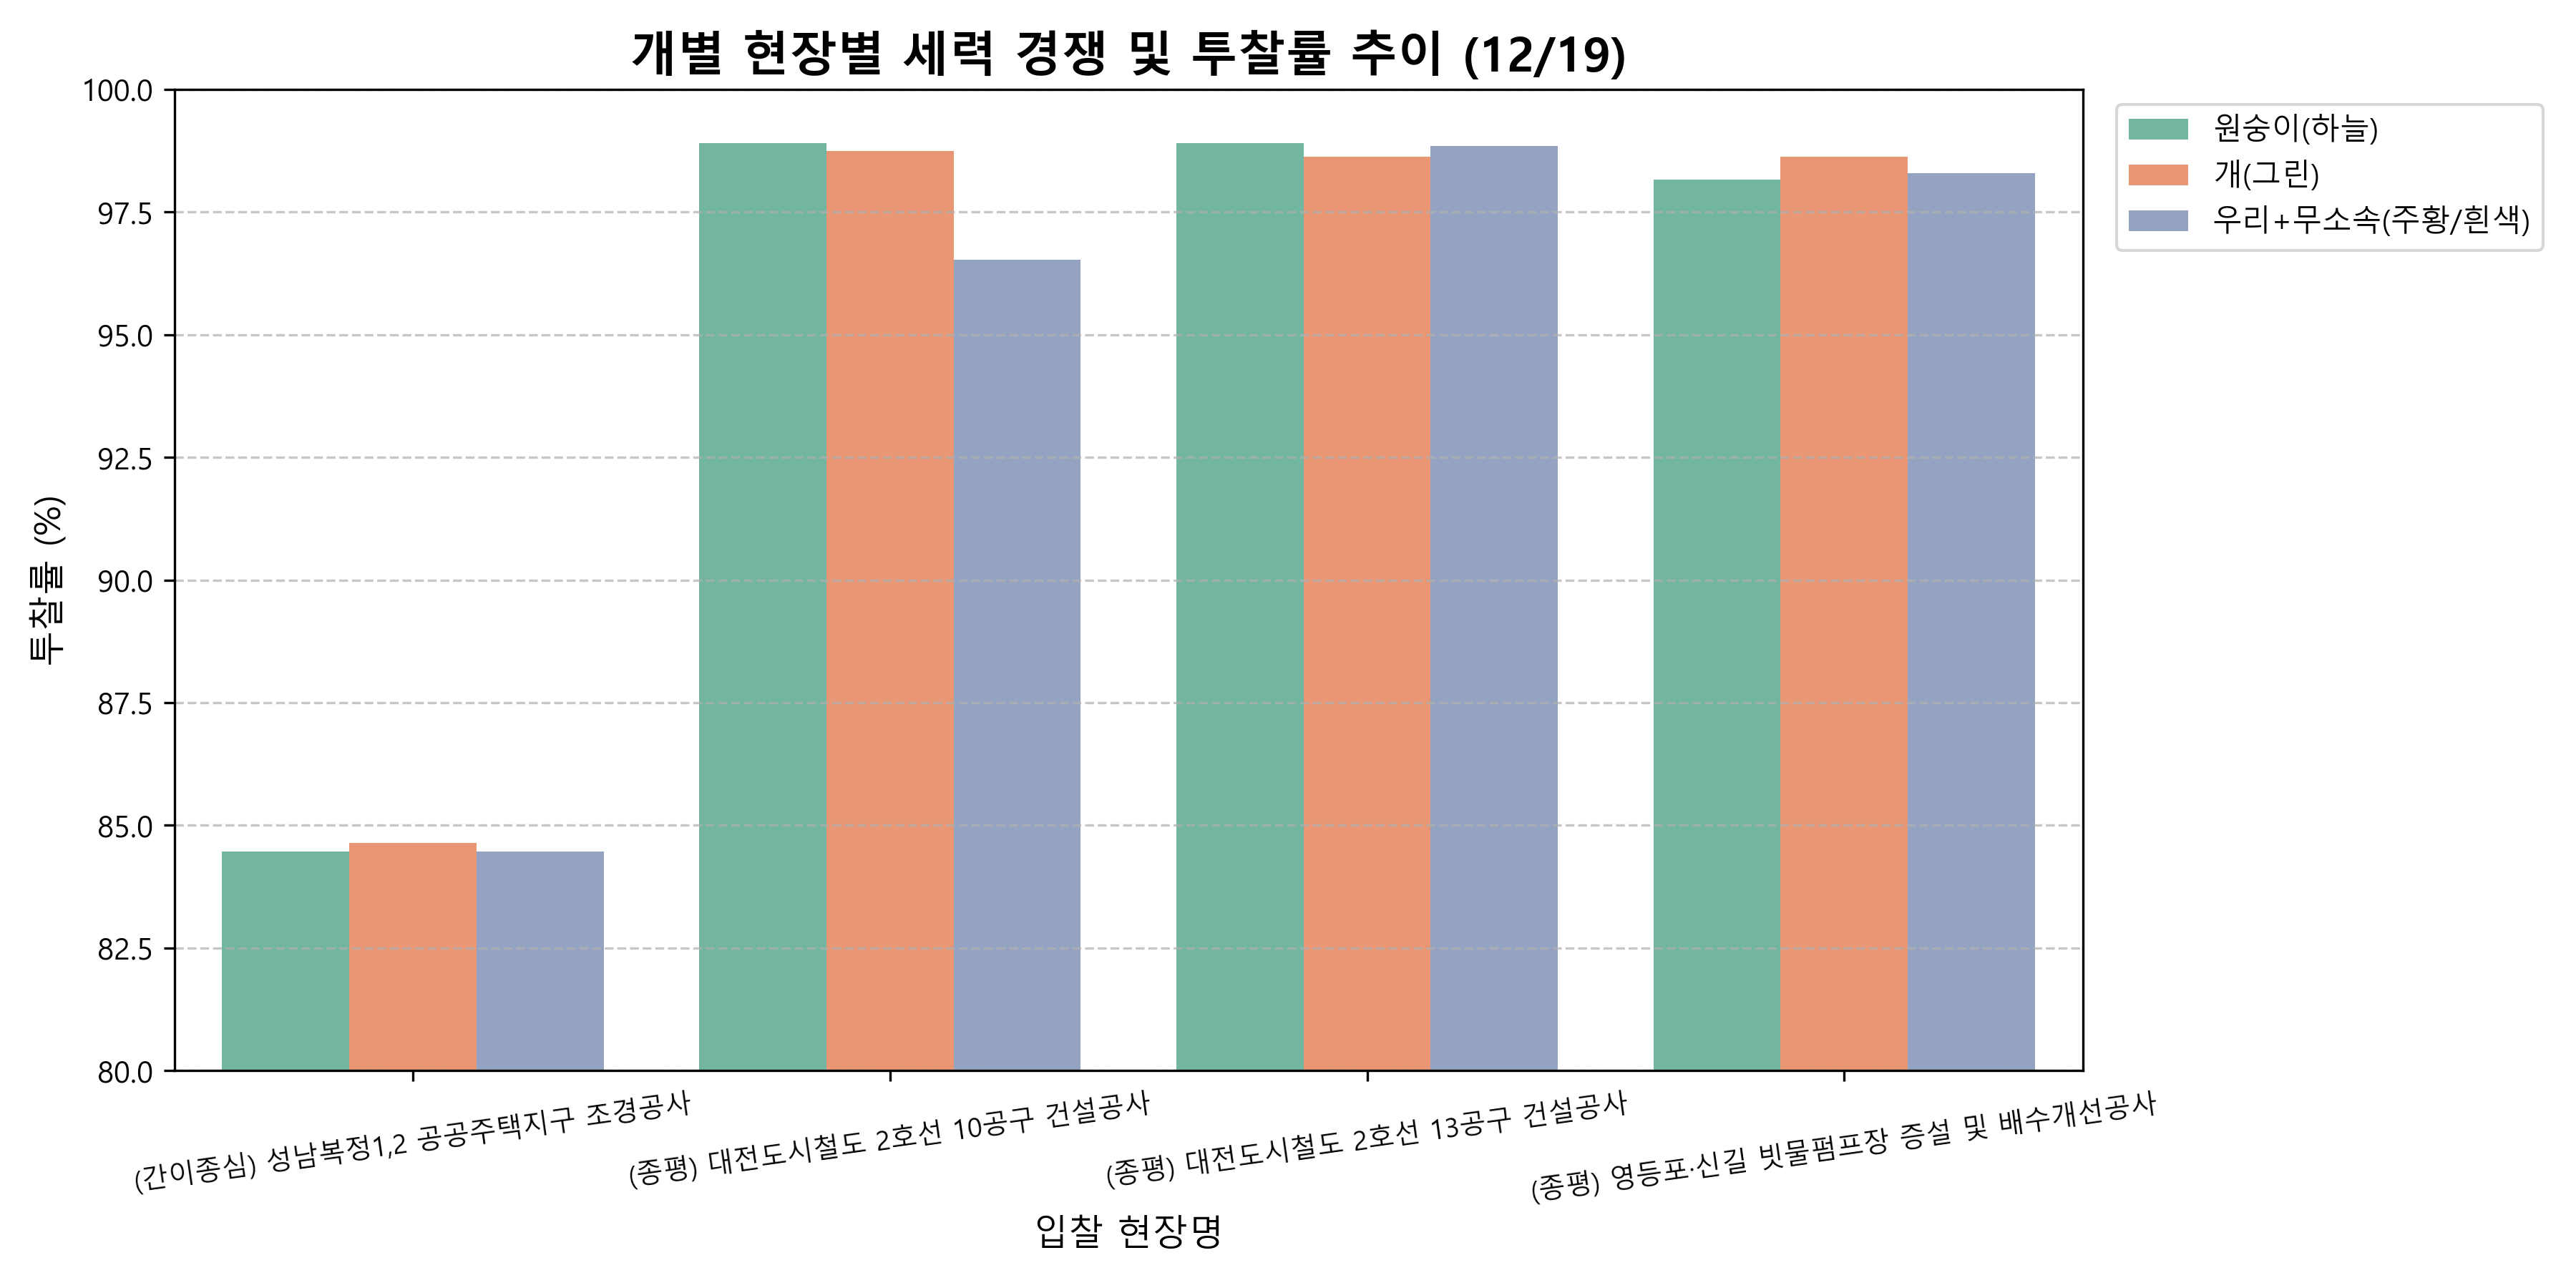 개별 현장별 세력 경쟁 및 투찰률 추이 (12/19)
원숭이(하늘)
개(그린)
우리+무소속(주황/흰색)
투찰률 (%)
100.0
97.5
95.0
92.5
90.0
87.5
85.0
82.5
80.0
(간이종심) 성남복정1,2 공공주택지구 조경공사
(종평) 대전도시철도 2호선 10공구 건설공사
(종평) 대전도시철도 2호선 13공구 건설공사
(종평) 영등포·신길 빗물펌프장 증설 및 배수개선공사
입찰 현장명